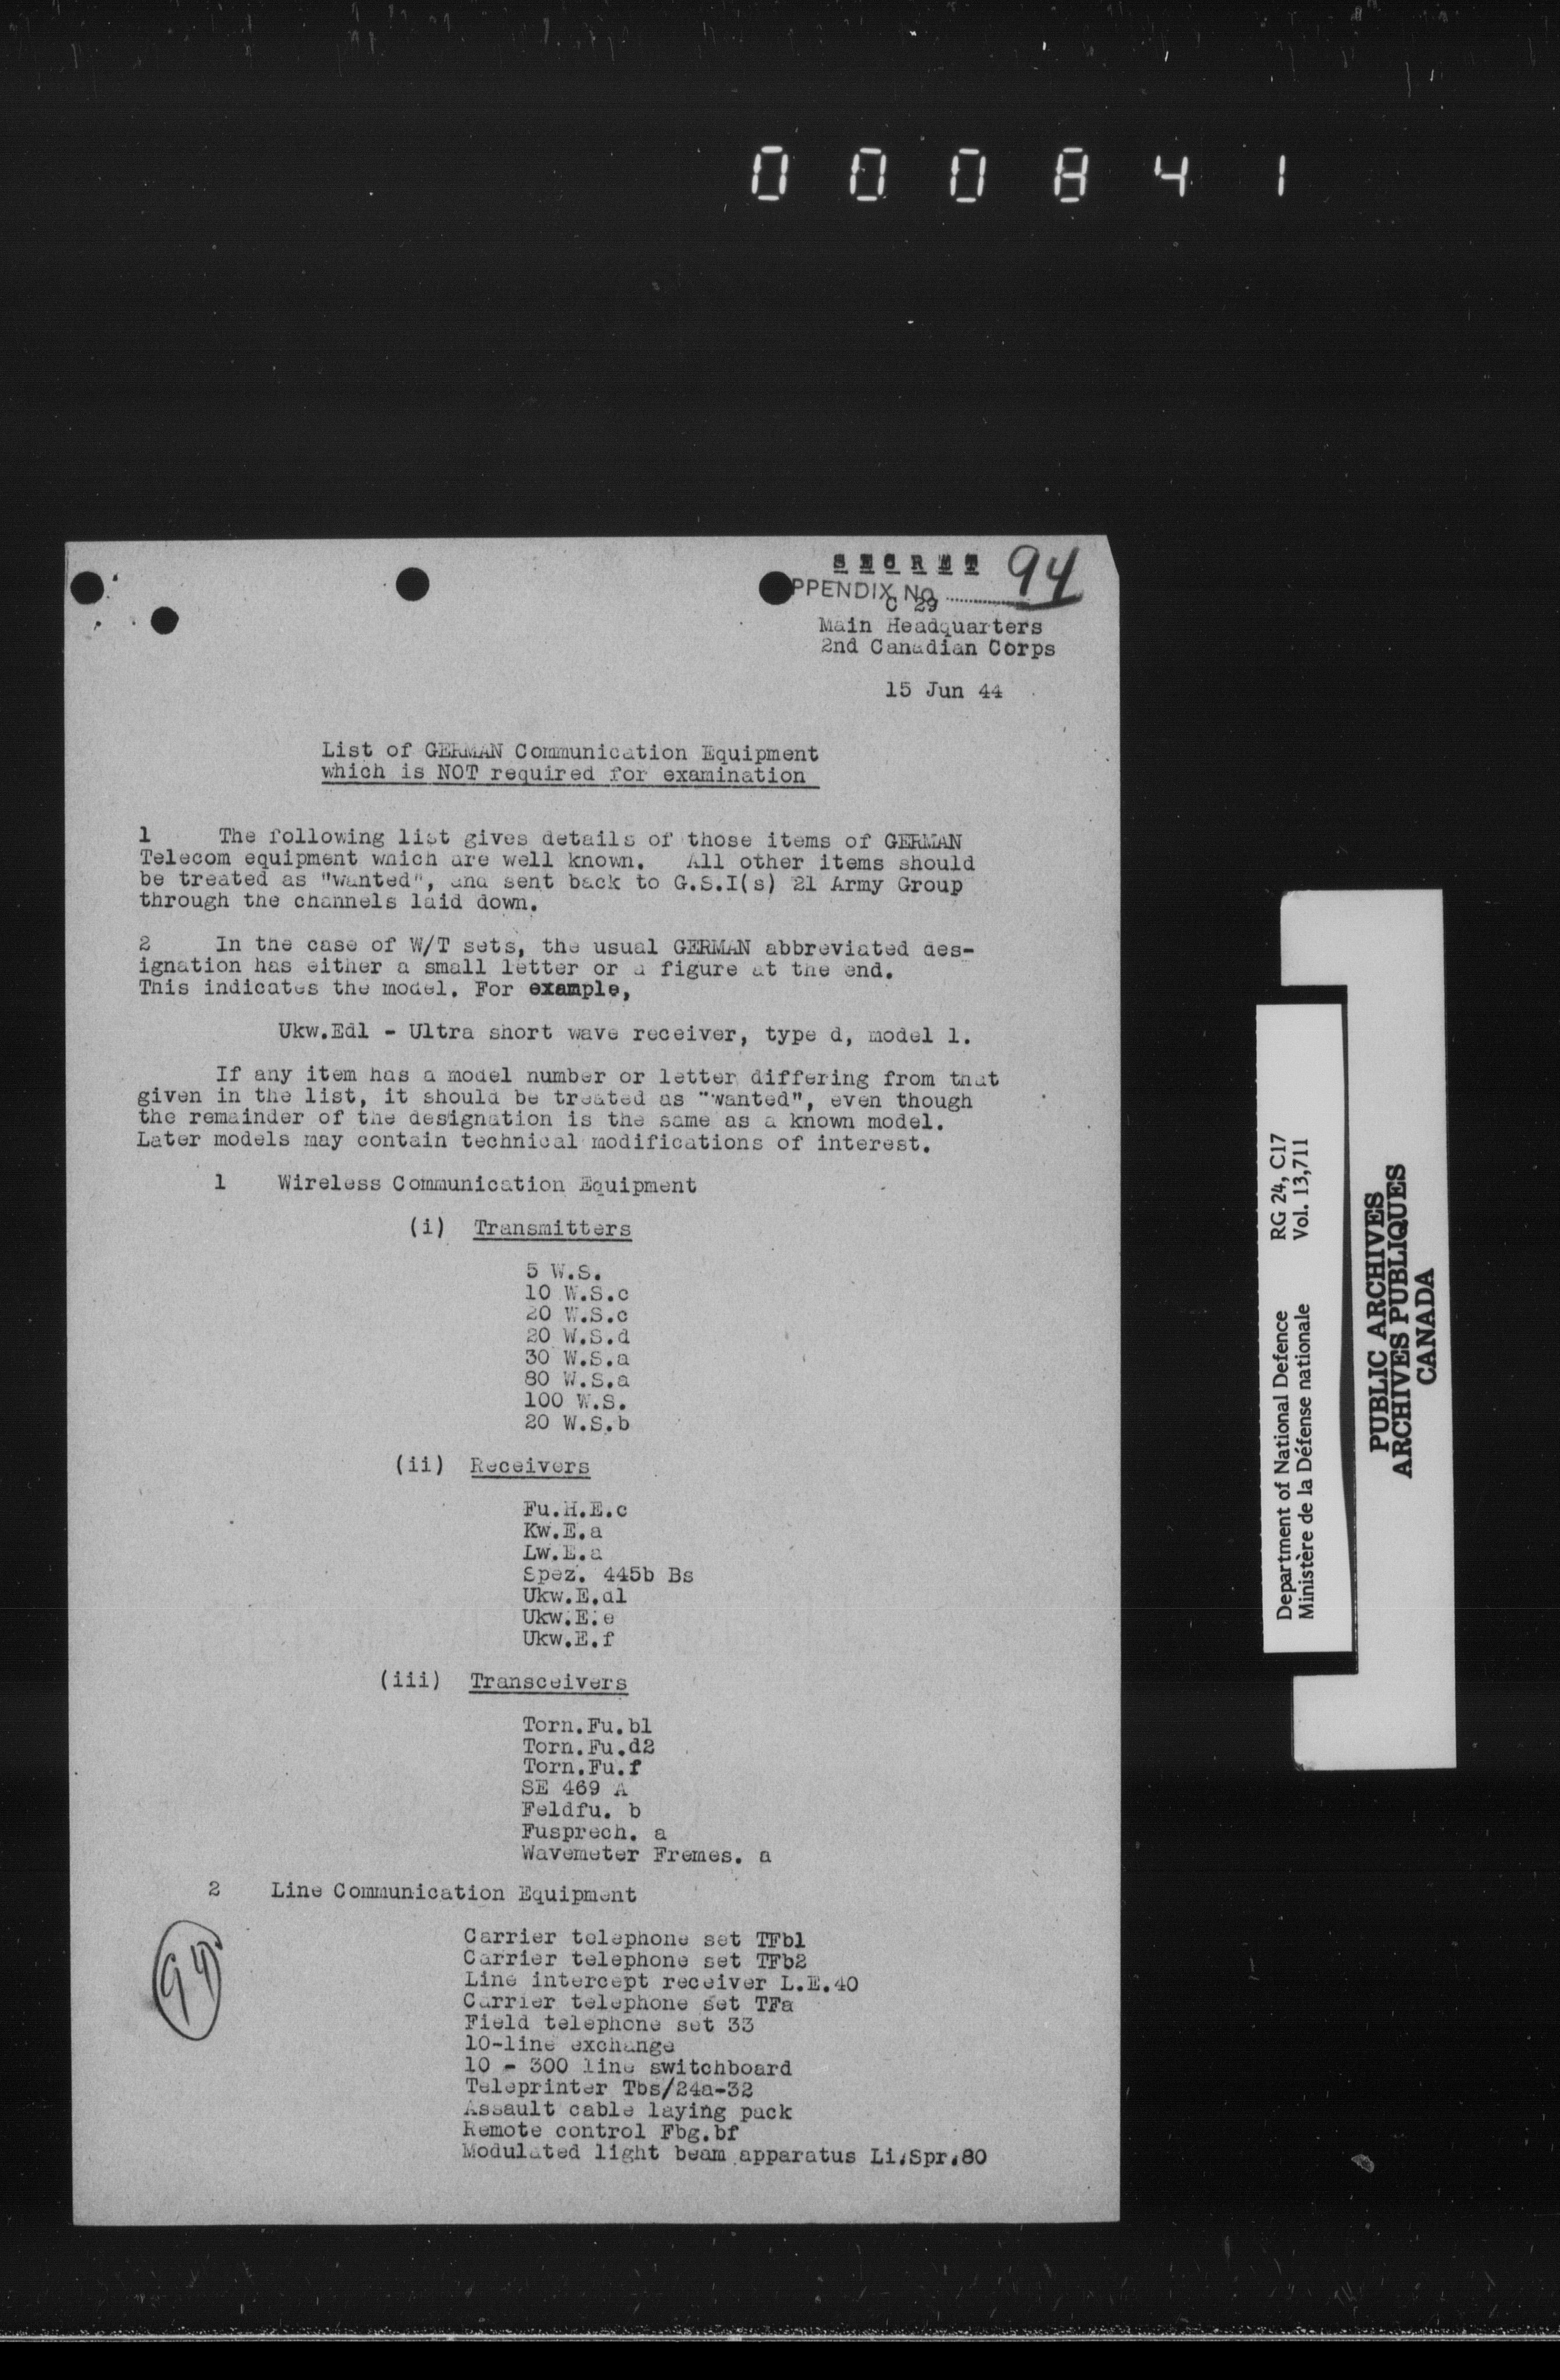 000841
SECRET 94
PPENDIX No.
C 29
Main Headquarters
2nd Canadian Corps
15 Jun 44
List of GERMAN Communication Equipment
which is NOT required for examination
1 The following list gives details of those items of GERMAN
Telecom equipment which are well known. All other items should
be treated as "wanted", and sent back to G.S.I(s) 21 Army Group
through the channels laid down.
2 In the case of W/T sets, the usual GERMAN abbreviated des-
ignation has either a small letter or a figure at the end.
This indicates the model. For example,
Ukw.Ed1 - Ultra short wave receiver, type d, model 1.
If any item has a model number or letter differing from that
given in the list, it should be treated as "wanted", even though
the remainder of the designation is the same as a known model.
Later models may contain technical modifications of interest.
1 Wireless Communication Equipment
(i) Transmitters
5 W.S.
10 W.S.c
20 W.S.c
20 W.S.d
30 W.S.a
80 W.S.a
100 W.S.
20 W.S.b
(ii) Receivers
Fu.H.E.c
Kw.E.a
Lw.E.a
Spez. 445b Bs
Ukw.E.d1
Ukw.E.e
Ukw.E.f
(iii) Transceivers
Torn.Fu.b1
Torn.Fu.d2
Torn.Fu.f
SE 469 A
Feldfu. b
Fusprech. a
Wavemeter Fremes. a
2 Line Communication Equipment
Carrier telephone set TFb1
Carrier telephone set TFb2
Line intercept receiver L.E.40
Carrier telephone set TFa
Field telephone set 33
10-line exchange
10 - 300 line switchboard
Teleprinter Tbs/24a-32
Assault cable laying pack
Remote control Fbg.bf
Modulated light beam apparatus Li.Spr.80
94
Department of National Defence RG 24, C17
Ministère de la Défense nationale Vol. 13,711
PUBLIC ARCHIVES
ARCHIVES PUBLIQUES
CANADA